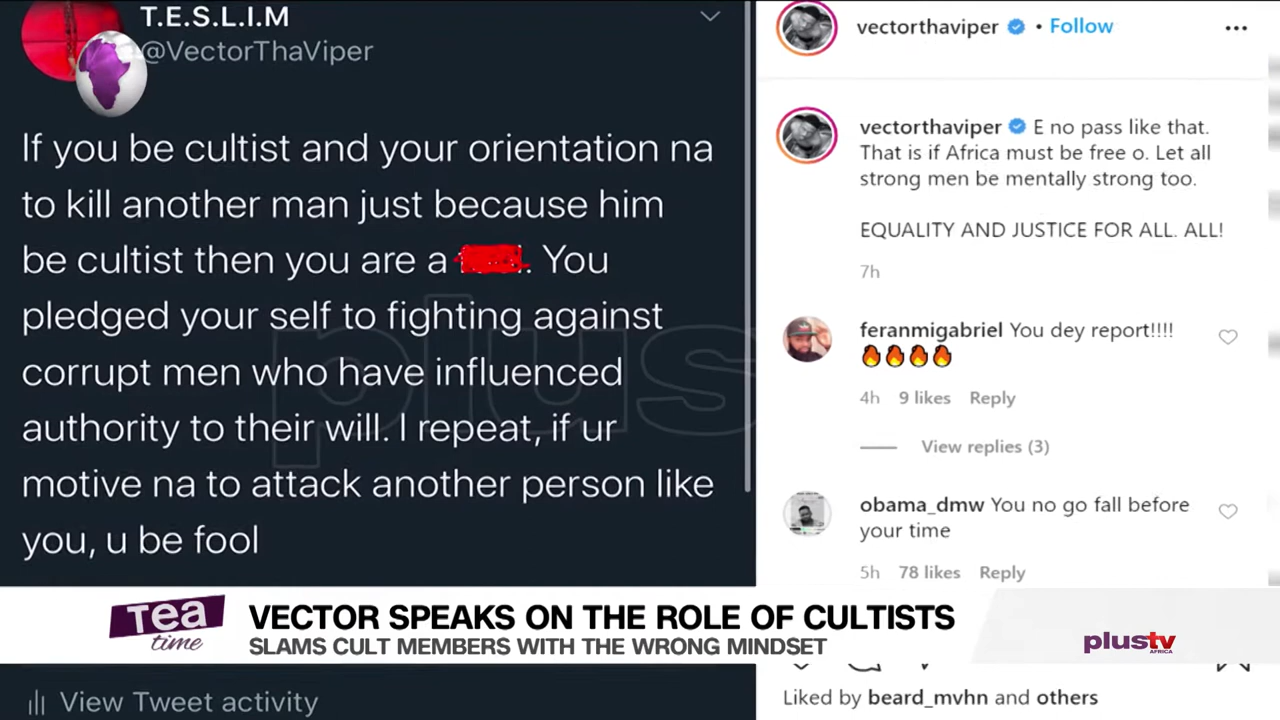 T.E.S.L.I.M
@VectorThaViper
If you be cultist and your orientation na
to kill another man just because him
be cultist then you are a . You
pledged your self to fighting against
corrupt men who have influenced
authority to their will. I repeat, if ur
motive na to attack another person like
you, u be fool
View Tweet activity
vectorthaviper • Follow
vectorthaviper E no pass like that.
That is if Africa must be free o. Let all
strong men be mentally strong too.
EQUALITY AND JUSTICE FOR ALL. ALL!
7h
feranmigabriel You dey report!!!!
🔥🔥🔥🔥
4h 9 likes Reply
View replies (3)
obama_dmw You no go fall before
your time
5h 78 likes Reply
Liked by beard_mvhn and others
plus
Tea
time
VECTOR SPEAKS ON THE ROLE OF CULTISTS
SLAMS CULT MEMBERS WITH THE WRONG MINDSET
plustv
AFRICA